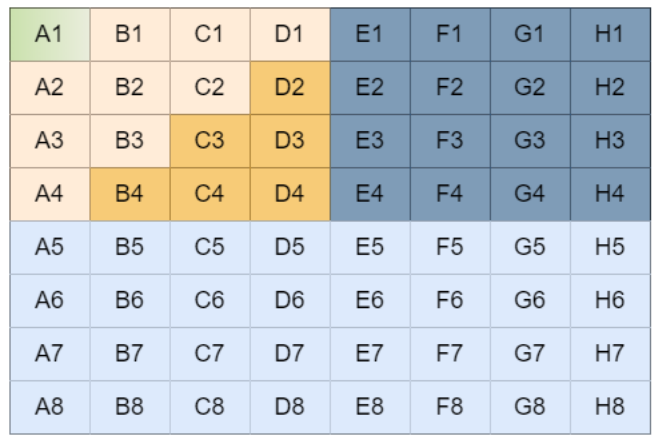 A1 B1 C1 D1 E1 F1 G1 H1
A2 B2 C2 D2 E2 F2 G2 H2
A3 B3 C3 D3 E3 F3 G3 H3
A4 B4 C4 D4 E4 F4 G4 H4
A5 B5 C5 D5 E5 F5 G5 H5
A6 B6 C6 D6 E6 F6 G6 H6
A7 B7 C7 D7 E7 F7 G7 H7
A8 B8 C8 D8 E8 F8 G8 H8